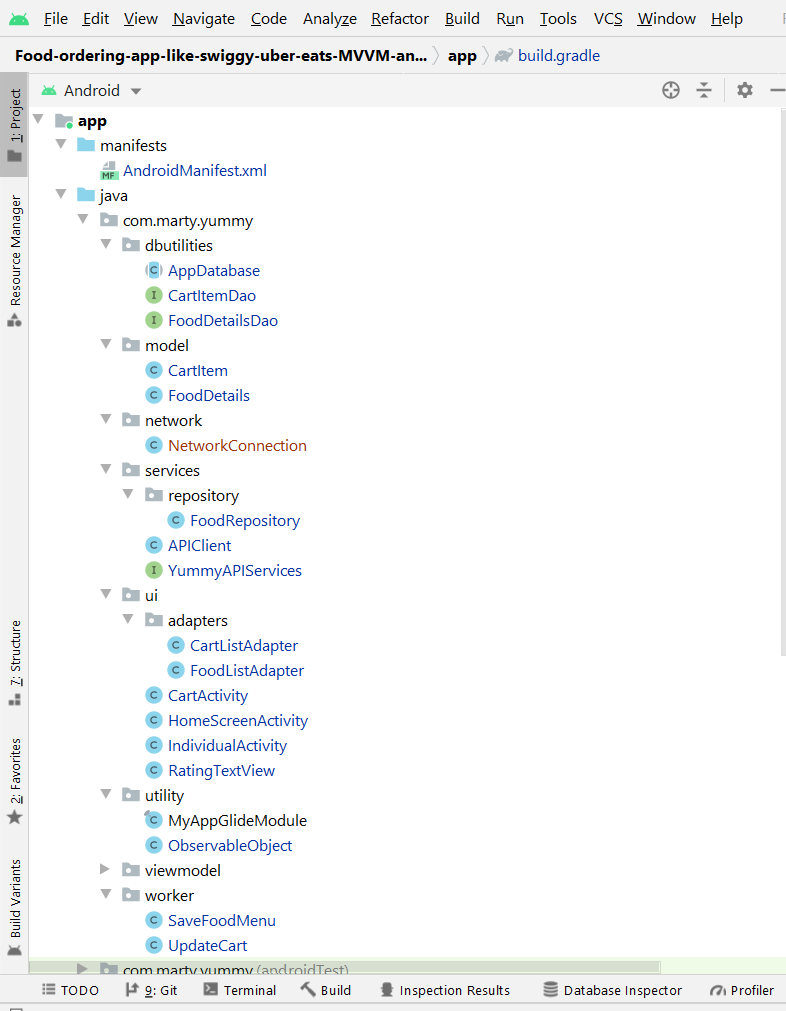 File Edit View Navigate Code Analyze Refactor Build Run Tools VCS Window Help
Food-ordering-app-like-swiggy-uber-eats-MVVM-an... app build.gradle
Android
1: Project
app
manifests
AndroidManifest.xml
java
Resource Manager
com.marty.yummy
dbutilities
AppDatabase
CartItemDao
FoodDetailsDao
model
CartItem
FoodDetails
network
NetworkConnection
services
repository
FoodRepository
APIClient
YummyAPIServices
ui
adapters
7: Structure
CartListAdapter
FoodListAdapter
CartActivity
HomeScreenActivity
IndividualActivity
2: Favorites
RatingTextView
utility
MyAppGlideModule
ObservableObject
viewmodel
Build Variants
worker
SaveFoodMenu
UpdateCart
com.marty.yummy (androidTest)
TODO 9: Git Terminal Build Inspection Results Database Inspector Profiler